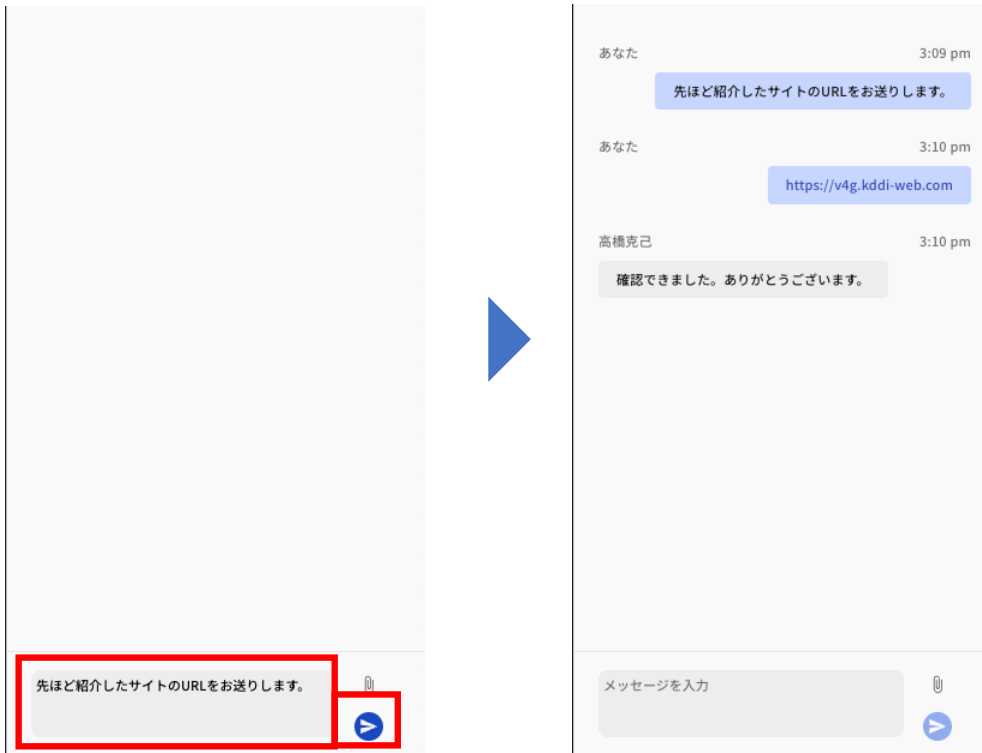 先ほど紹介したサイトのURLをお送りします。
あなた 3:09 pm
先ほど紹介したサイトのURLをお送りします。
あなた 3:10 pm
https://v4g.kddi-web.com
高橋克己 3:10 pm
確認できました。ありがとうございます。
メッセージを入力